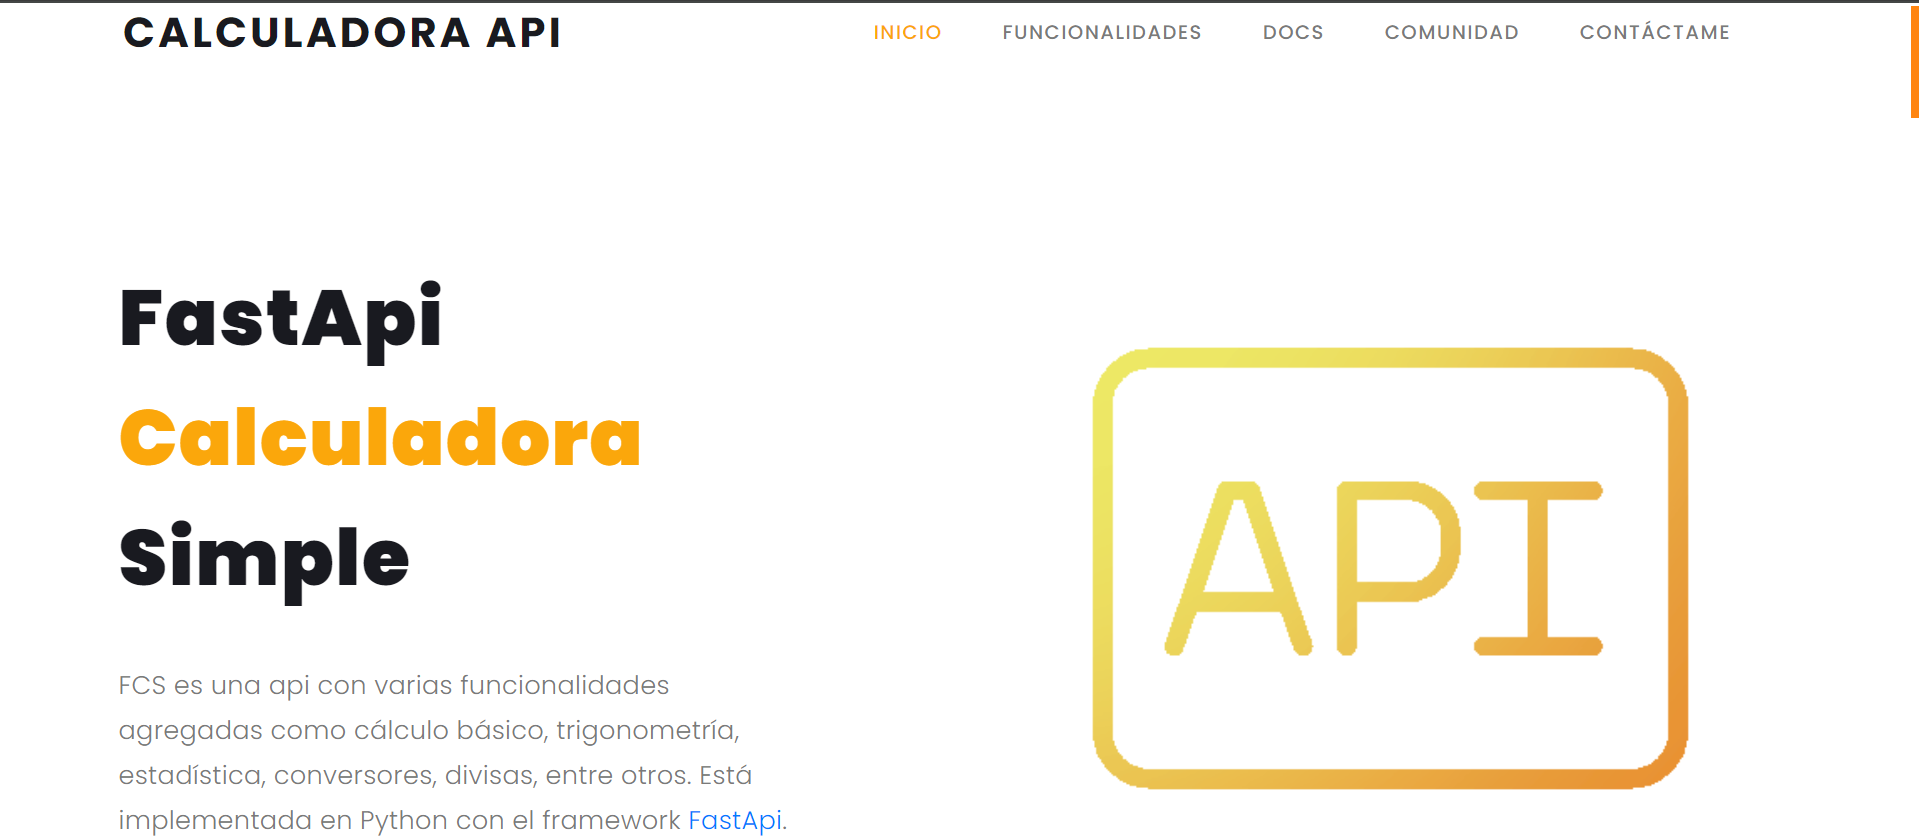 CALCULADORA API
INICIO FUNCIONALIDADES DOCS COMUNIDAD CONTÁCTAME
FastApi
Calculadora
Simple
FCS es una api con varias funcionalidades
agregadas como cálculo básico, trigonometría,
estadística, conversores, divisas, entre otros. Está
implementada en Python con el framework FastApi.
API